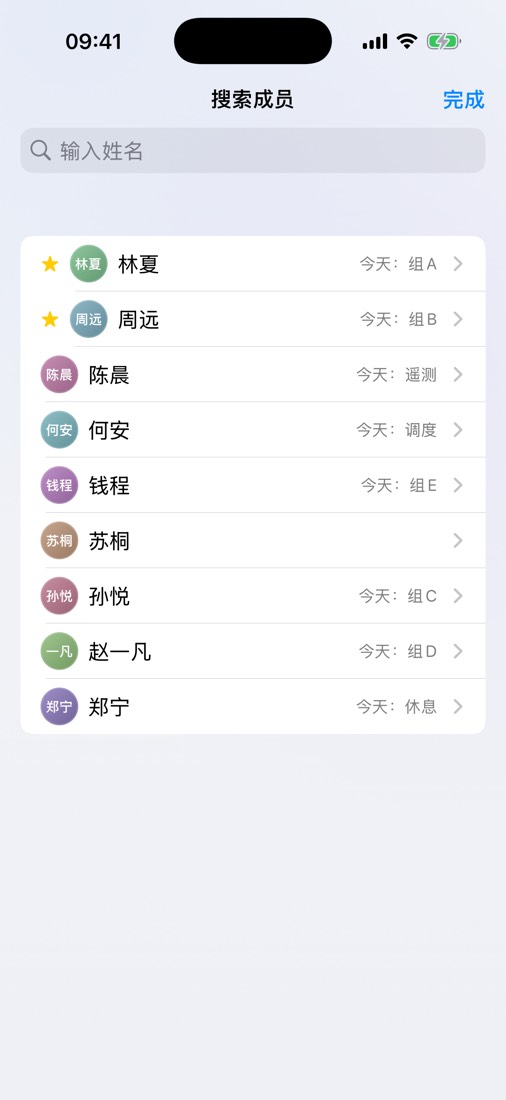 09:41
搜索成员
完成
输入姓名
林夏 林夏 今天：组A
周远 周远 今天：组B
陈晨 陈晨 今天：遥测
何安 何安 今天：调度
钱程 钱程 今天：组E
苏桐 苏桐
孙悦 孙悦 今天：组C
一凡 赵一凡 今天：组D
郑宁 郑宁 今天：休息